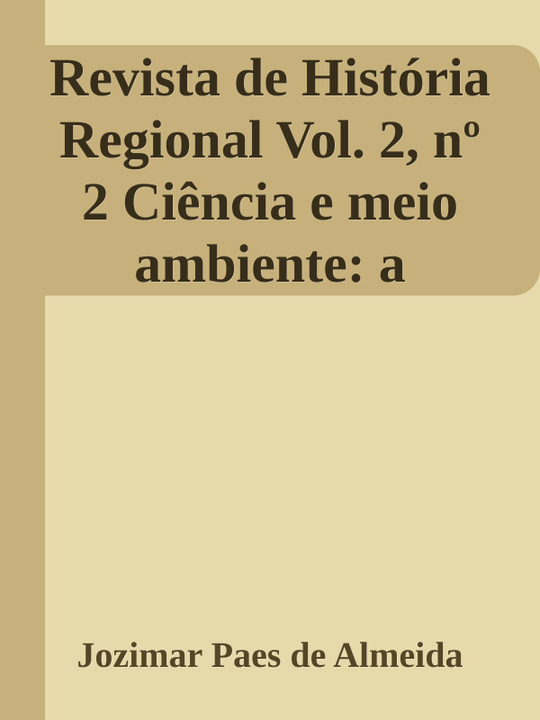 Revista de História
Regional Vol. 2, nº
2 Ciência e meio
ambiente: a
Jozimar Paes de Almeida